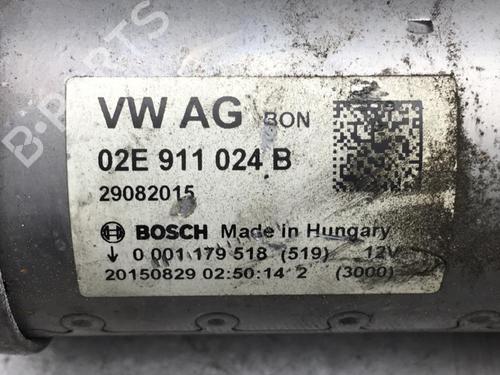 B-PARTS
VW AG BON
02E 911 024 B
29082015
BOSCH Made in Hungary
↓ 0 001 179 518 (519) 12V
20150829 02:50:14 2 (3000)